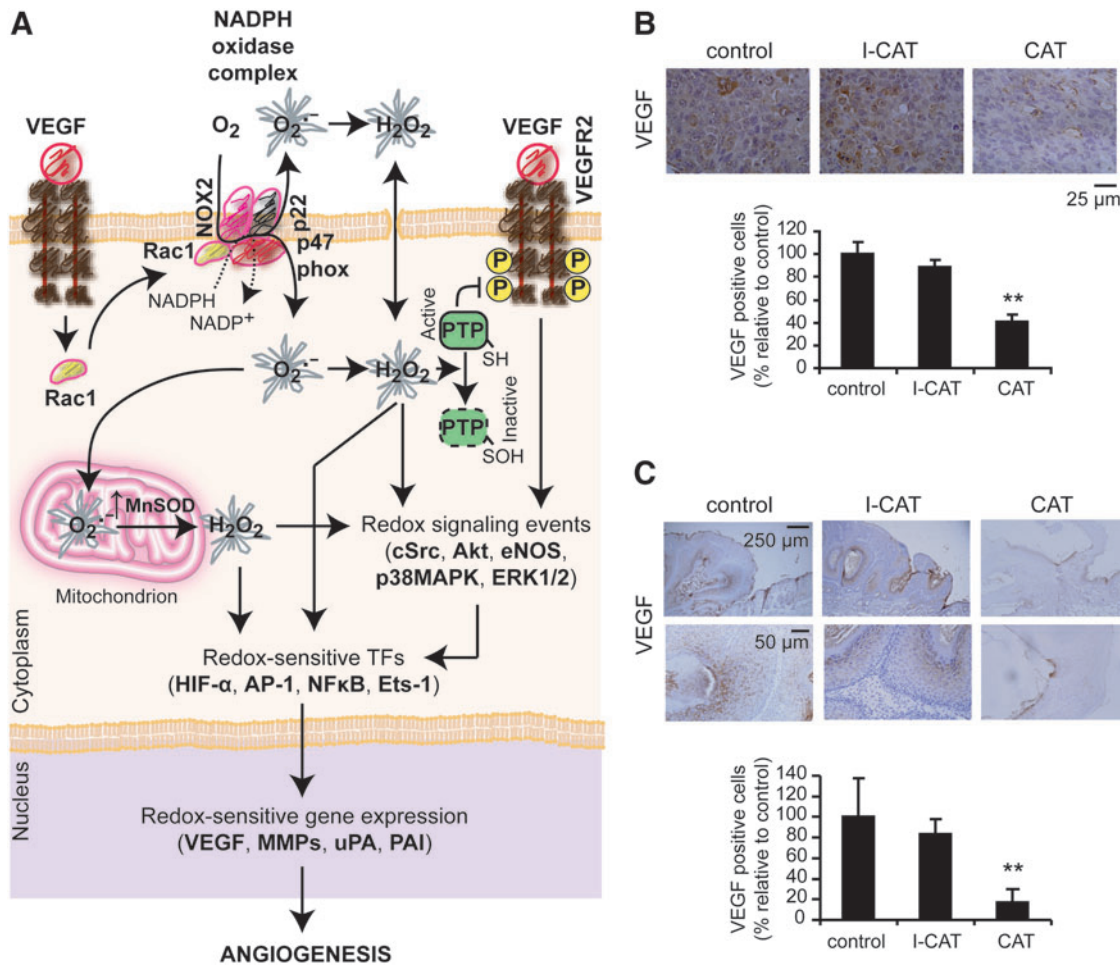 A
NADPH
oxidase
complex
VEGF
O2
O2·−
H2O2
VEGF
VEGFR2
NOX2
p22
p47
phox
Rac1
NADPH
NADP+
P
P
P
P
Active
PTP
SH
Rac1
O2·−
H2O2
PTP
Inactive
SOH
O2·−
↑
MnSOD
H2O2
Mitochondrion
Redox signaling events
(cSrc, Akt, eNOS,
p38MAPK, ERK1/2)
Redox-sensitive TFs
(HIF-α, AP-1, NFκB, Ets-1)
Cytoplasm
Nucleus
Redox-sensitive gene expression
(VEGF, MMPs, uPA, PAI)
ANGIOGENESIS
B
control I-CAT CAT
VEGF
25 µm
VEGF positive cells
(% relative to control)
120
100
80
60
40
20
0
**
control I-CAT CAT
C
control I-CAT CAT
VEGF
250 µm
50 µm
VEGF positive cells
(% relative to control)
140
120
100
80
60
40
20
0
**
control I-CAT CAT